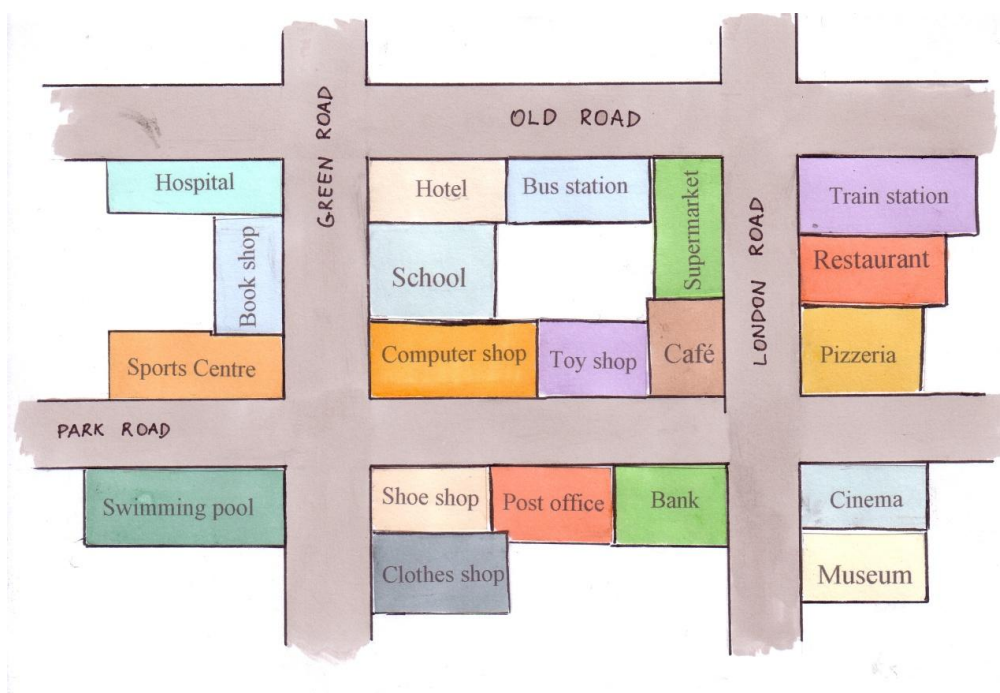 OLD ROAD
GREEN ROAD
LONDON ROAD
Hospital
Hotel
Bus station
Supermarket
Train station
Book shop
School
Restaurant
Sports Centre
Computer shop
Toy shop
Café
Pizzeria
PARK ROAD
Swimming pool
Shoe shop
Post office
Bank
Cinema
Clothes shop
Museum